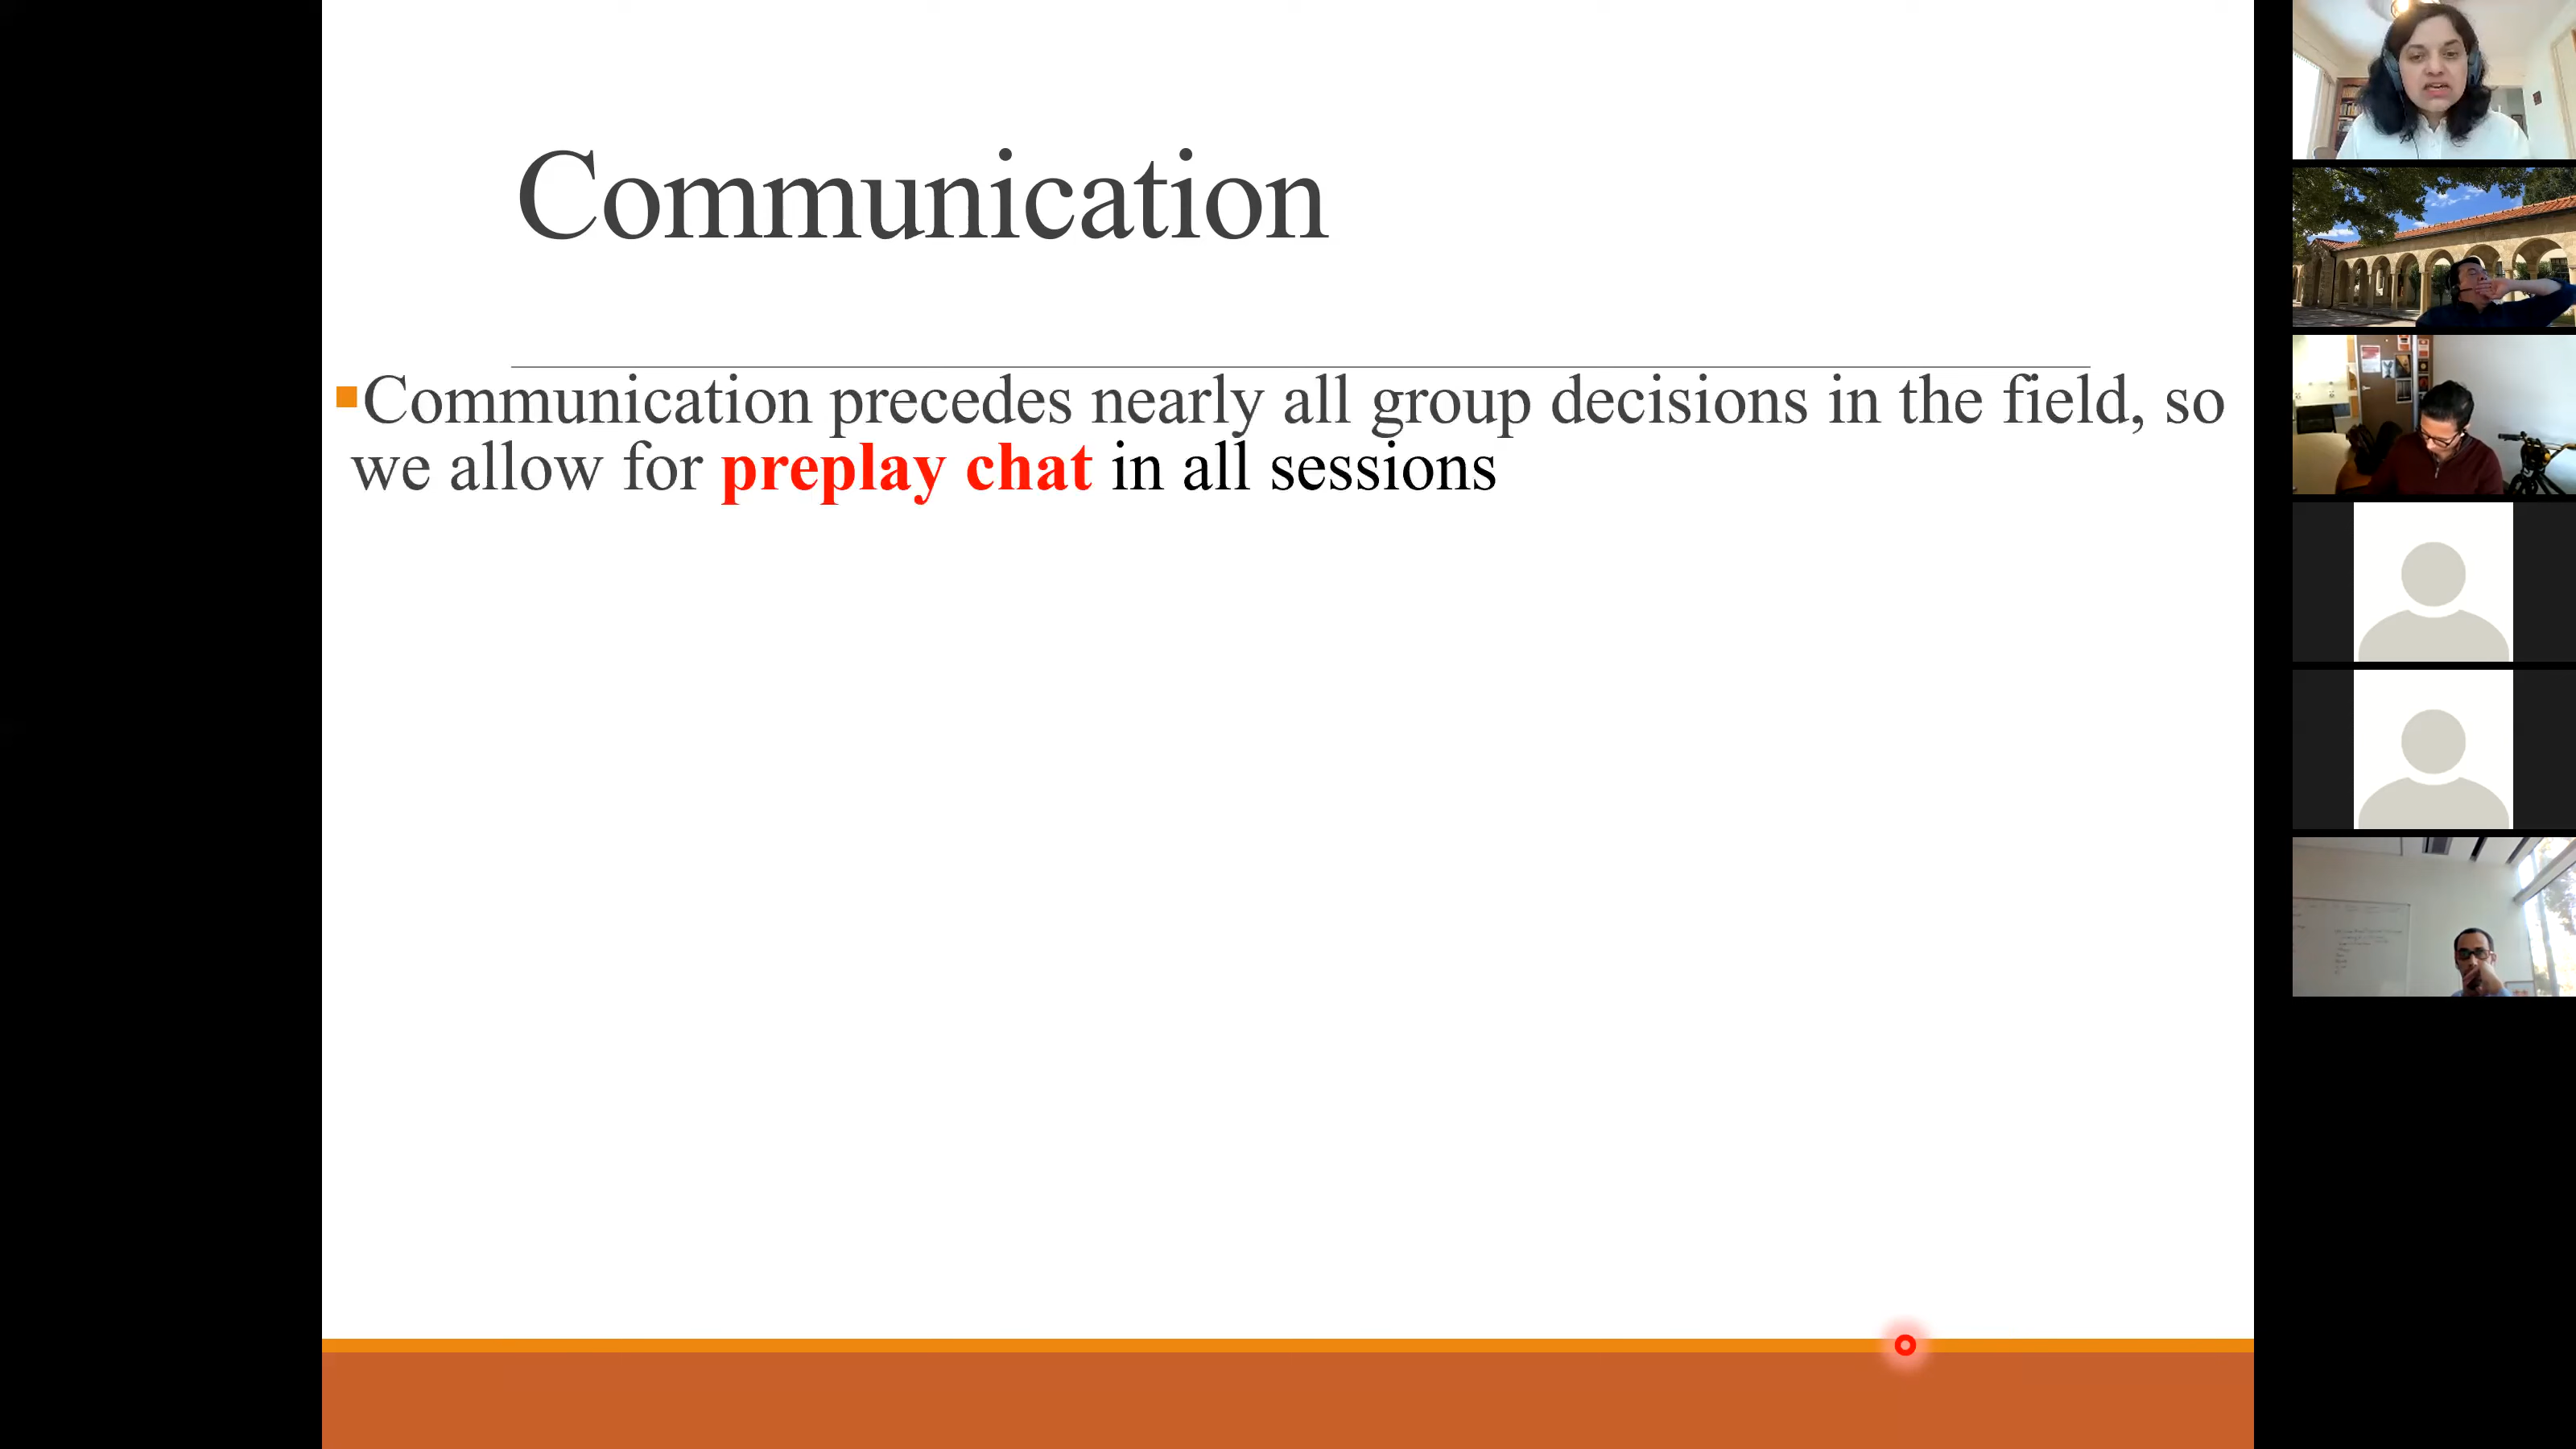 Communication
▪Communication precedes nearly all group decisions in the field, so
we allow for preplay chat in all sessions